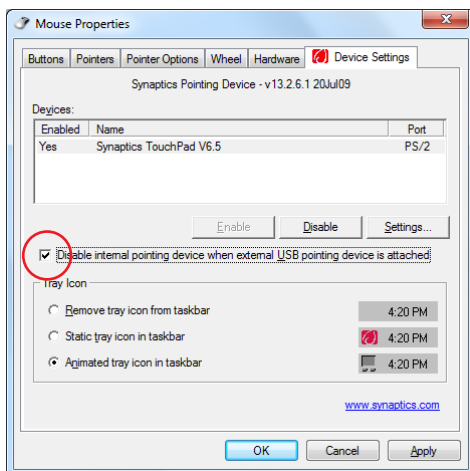 Mouse Properties
Buttons Pointers Pointer Options Wheel Hardware Device Settings
Synaptics Pointing Device - v13.2.6.1 20Jul09
Devices:
Enabled Name Port
Yes Synaptics TouchPad V6.5 PS/2
Enable Disable Settings...
Disable internal pointing device when external USB pointing device is attached
Tray Icon
Remove tray icon from taskbar 4:20 PM
Static tray icon in taskbar 4:20 PM
Animated tray icon in taskbar 4:20 PM
www.synaptics.com
OK Cancel Apply